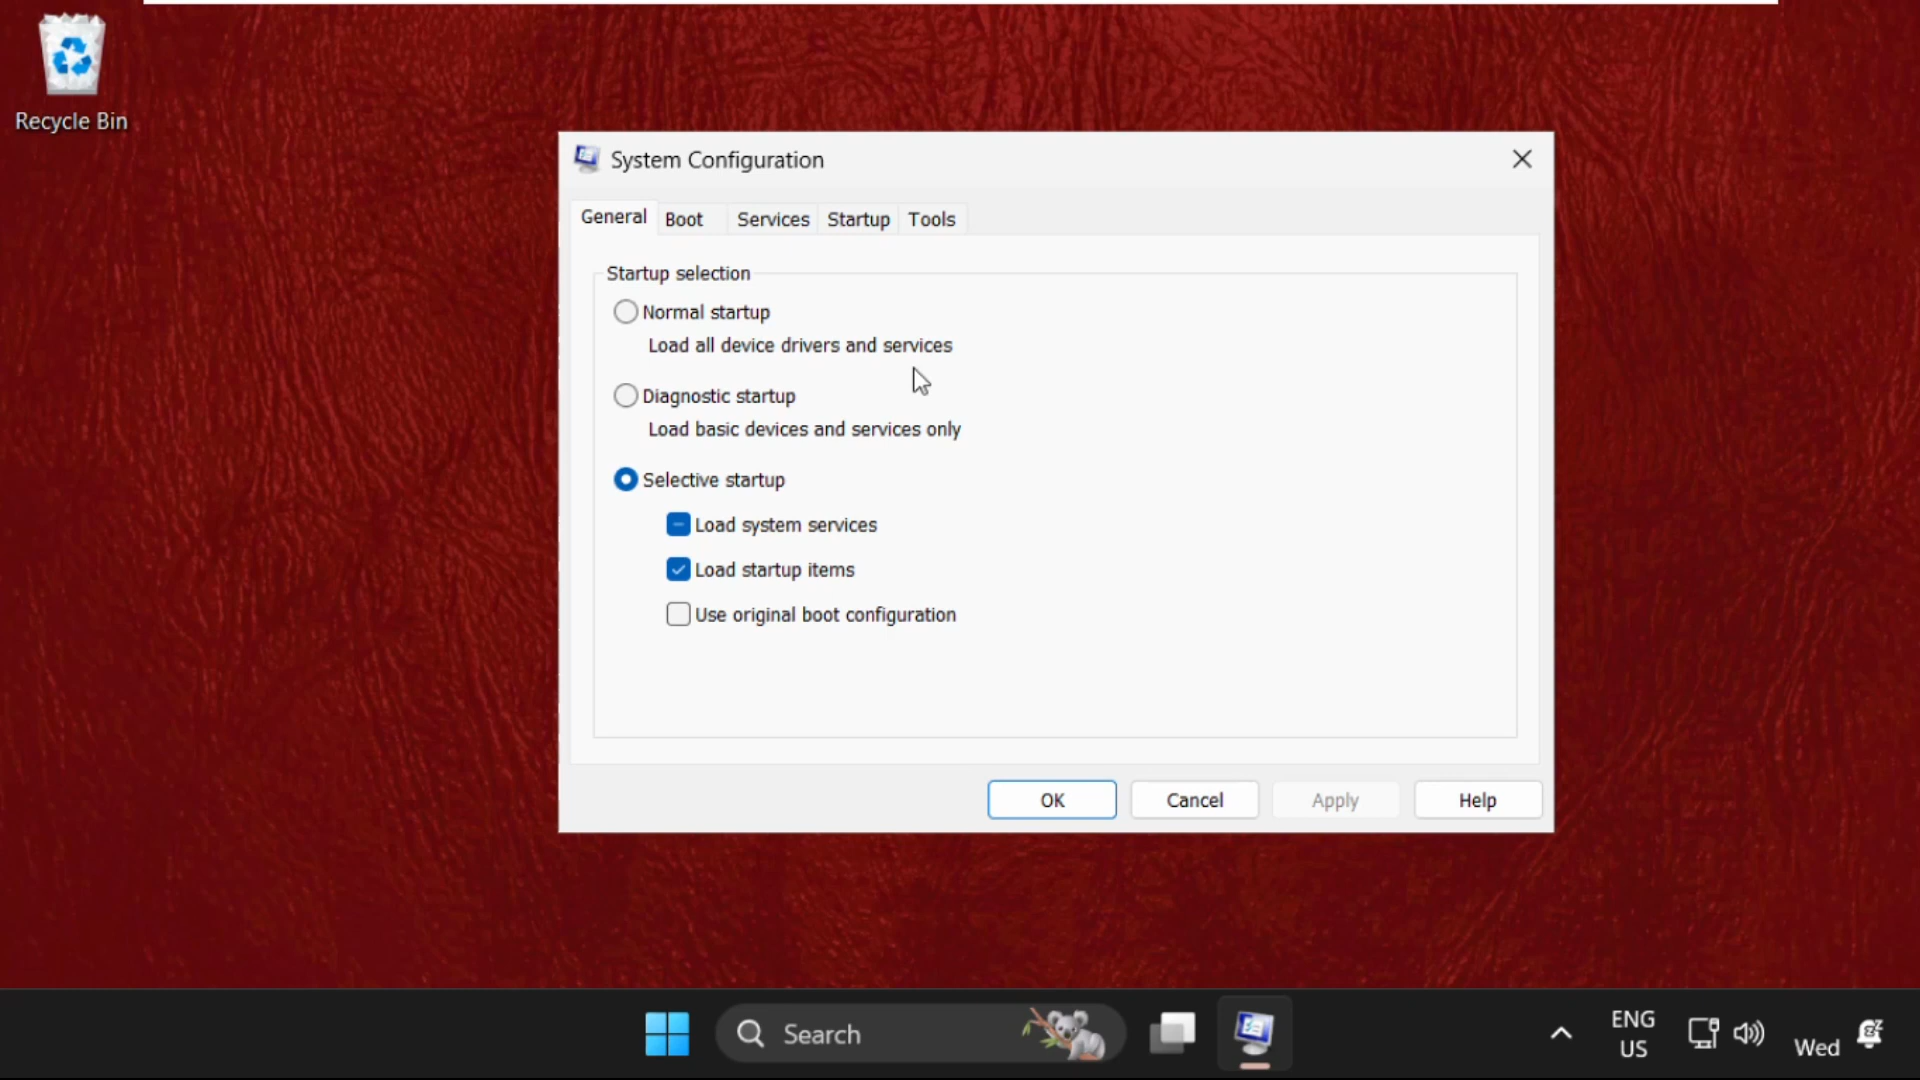 Recycle Bin
System Configuration
General Boot Services Startup Tools
Startup selection
Normal startup
Load all device drivers and services
Diagnostic startup
Load basic devices and services only
Selective startup
Load system services
Load startup items
Use original boot configuration
OK Cancel Apply Help
Search
ENG
US
Wed